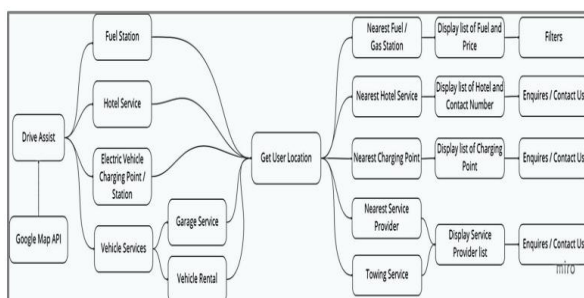 Fuel Station
Hotel Service
Drive Assist
Electric Vehicle
Charging Point /
Station
Google Map API
Vehicle Services
Garage Service
Vehicle Rental
Get User Location
Nearest Fuel /
Gas Station
Display list of Fuel and
Price
Filters
Nearest Hotel Service
Display list of Hotel and
Contact Number
Enquires / Contact Us
Nearest Charging Point
Display list of Charging
Point
Enquires / Contact Us
Nearest Service
Provider
Towing Service
Display Service
Provider list
Enquires / Contact Us
miro